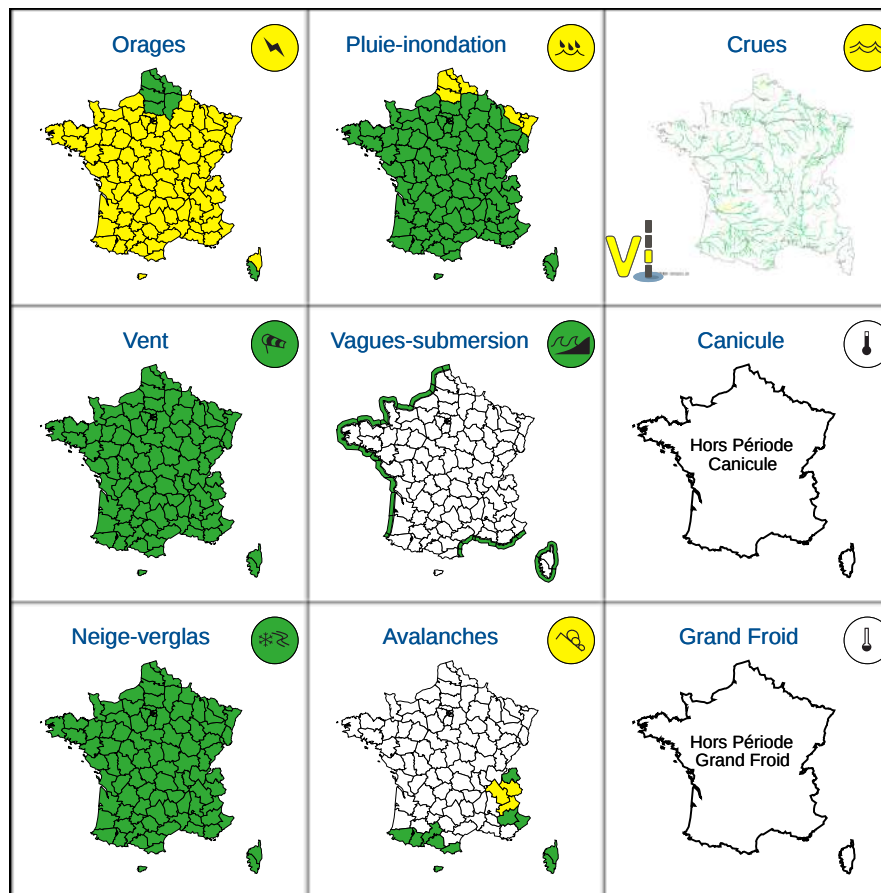 Orages
Pluie-inondation
Crues
Vi
Vent
Vagues-submersion
Canicule
Hors Période
Canicule
Neige-verglas
Avalanches
Grand Froid
Hors Période
Grand Froid